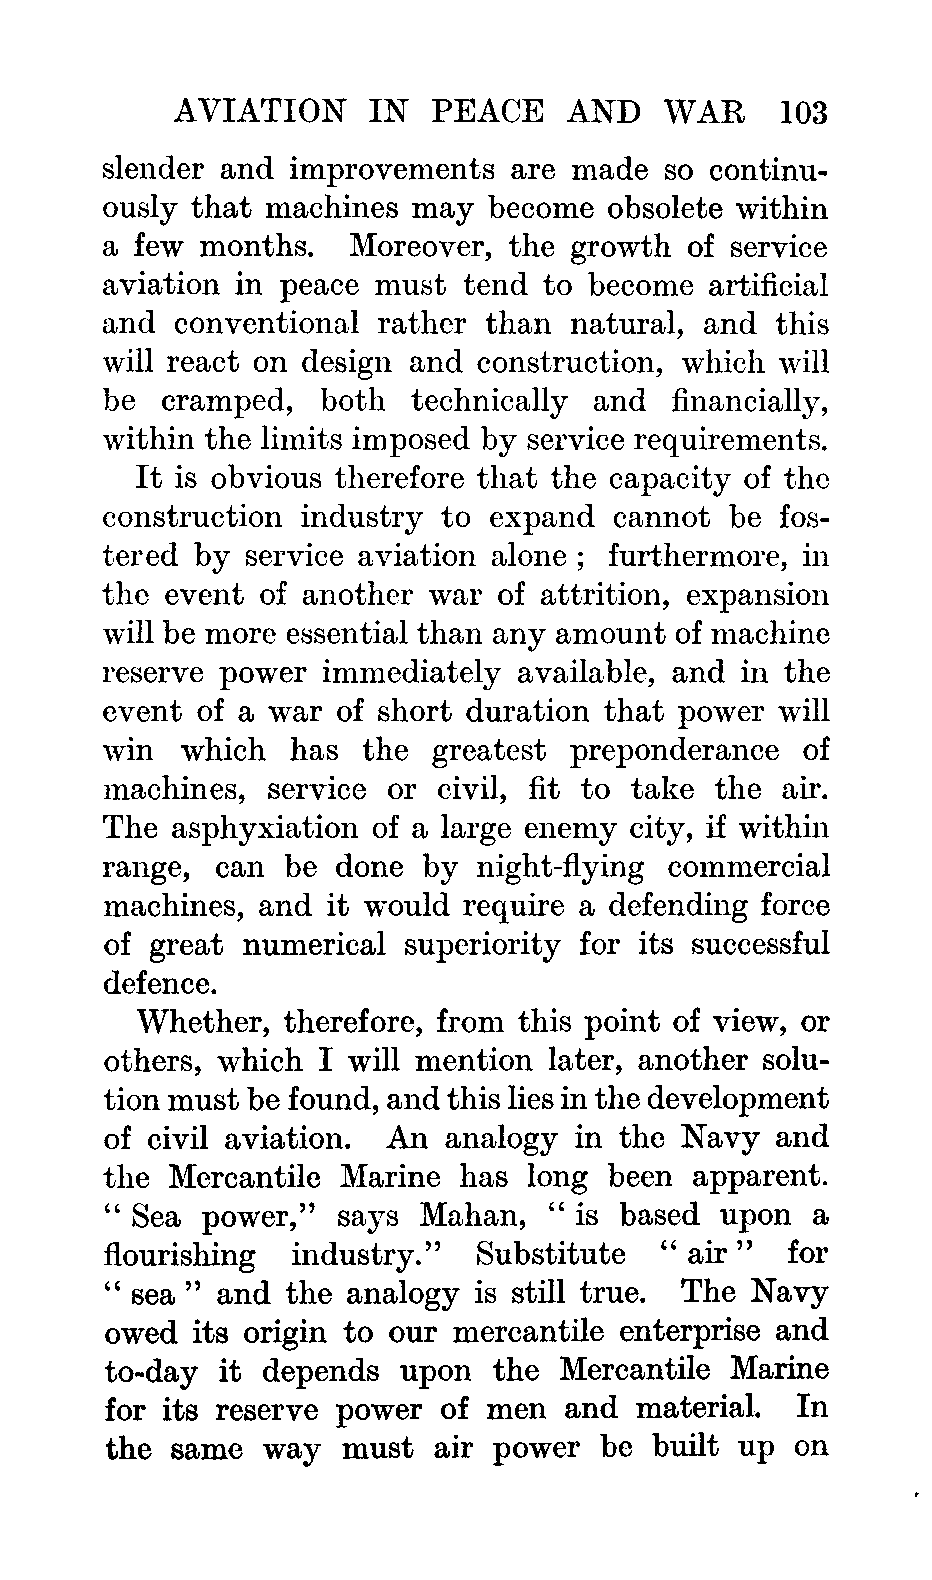 AVIATION IN PEACE AND WAR 103
slender and improvements are made so continu-
ously that machines may become obsolete within
a few months. Moreover, the growth of service
aviation in peace must tend to become artificial
and conventional rather than natural, and this
will react on design and construction, which will
be cramped, both technically and financially,
within the limits imposed by service requirements.
It is obvious therefore that the capacity of the
construction industry to expand cannot be fos-
tered by service aviation alone ; furthermore, in
the event of another war of attrition, expansion
will be more essential than any amount of machine
reserve power immediately available, and in the
event of a war of short duration that power will
win which has the greatest preponderance of
machines, service or civil, fit to take the air.
The asphyxiation of a large enemy city, if within
range, can be done by night-flying commercial
machines, and it would require a defending force
of great numerical superiority for its successful
defence.
Whether, therefore, from this point of view, or
others, which I will mention later, another solu-
tion must be found, and this lies in the development
of civil aviation. An analogy in the Navy and
the Mercantile Marine has long been apparent.
“ Sea power,” says Mahan, “ is based upon a
flourishing industry.” Substitute “ air ” for
“ sea ” and the analogy is still true. The Navy
owed its origin to our mercantile enterprise and
to-day it depends upon the Mercantile Marine
for its reserve power of men and material. In
the same way must air power be built up on